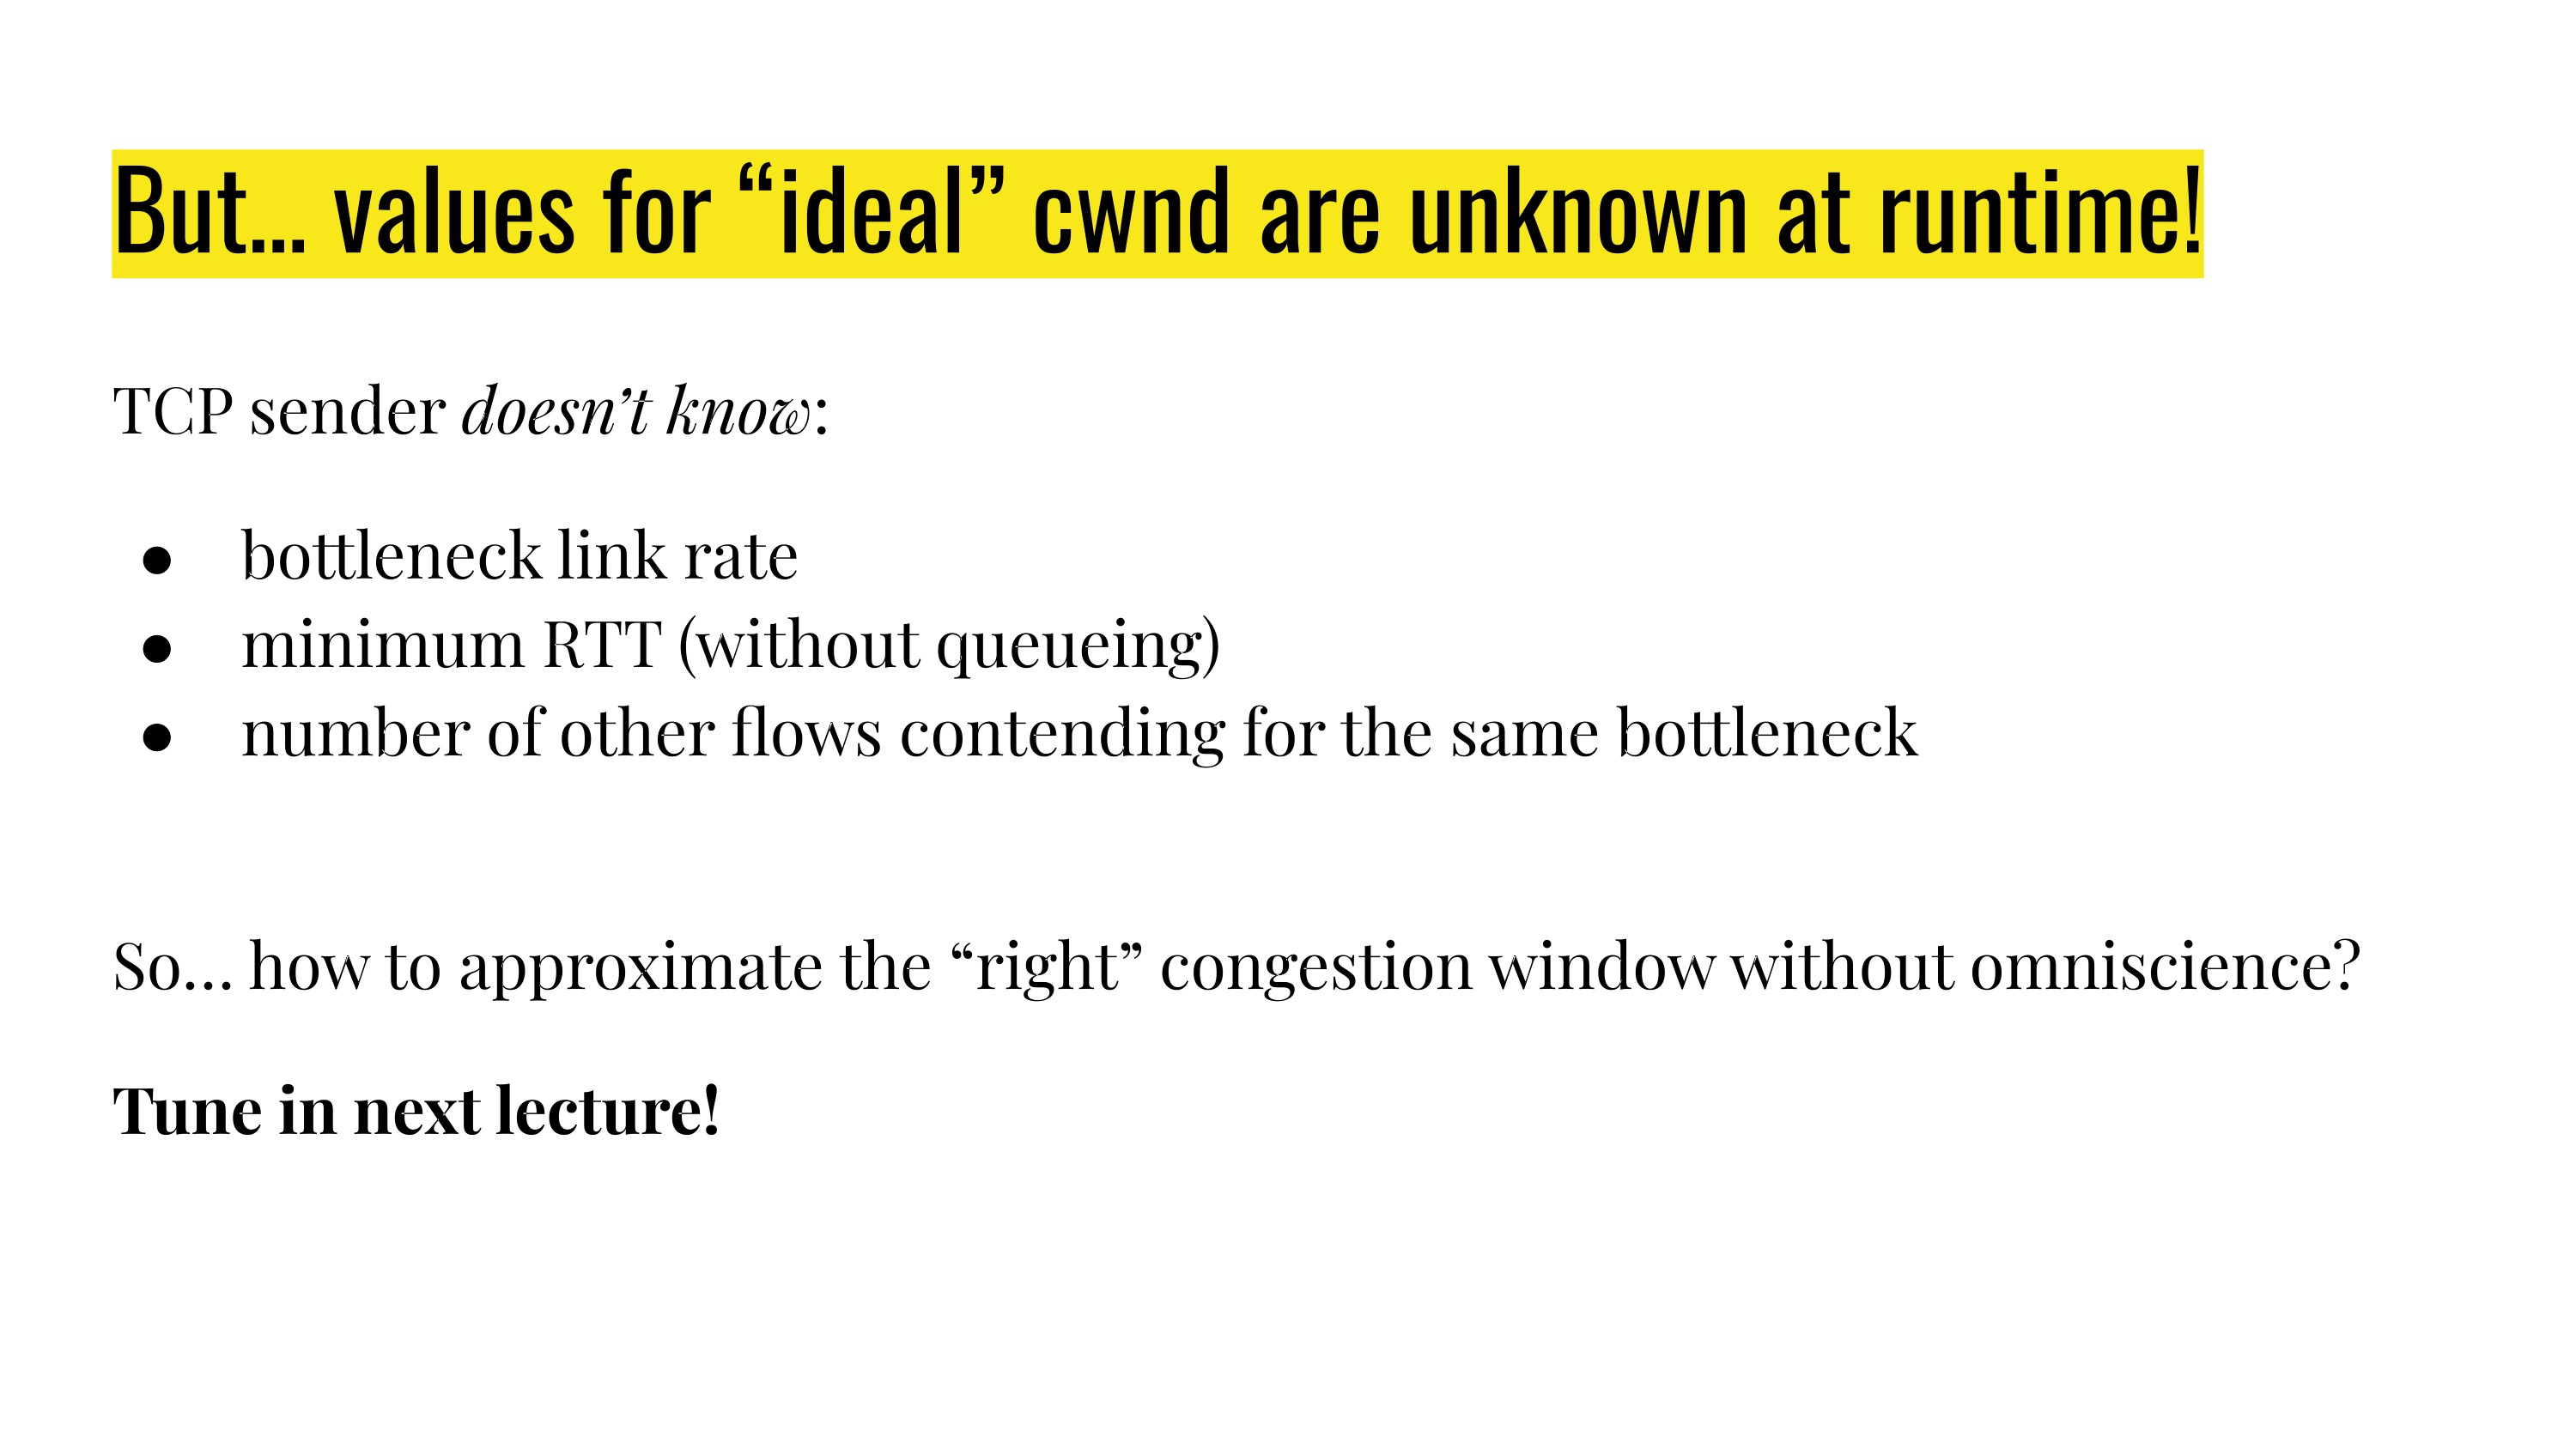 But... values for “ideal” cwnd are unknown at runtime!
TCP sender doesn’t know:
● bottleneck link rate
● minimum RTT (without queueing)
● number of other flows contending for the same bottleneck
So… how to approximate the “right” congestion window without omniscience?
Tune in next lecture!